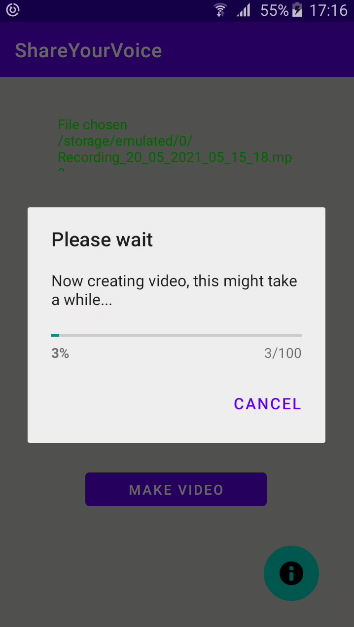 55% 17:16
ShareYourVoice
File chosen
/storage/emulated/0/
Recording_20_05_2021_05_15_18.mp
Please wait
Now creating video, this might take
a while...
3% 3/100
CANCEL
MAKE VIDEO